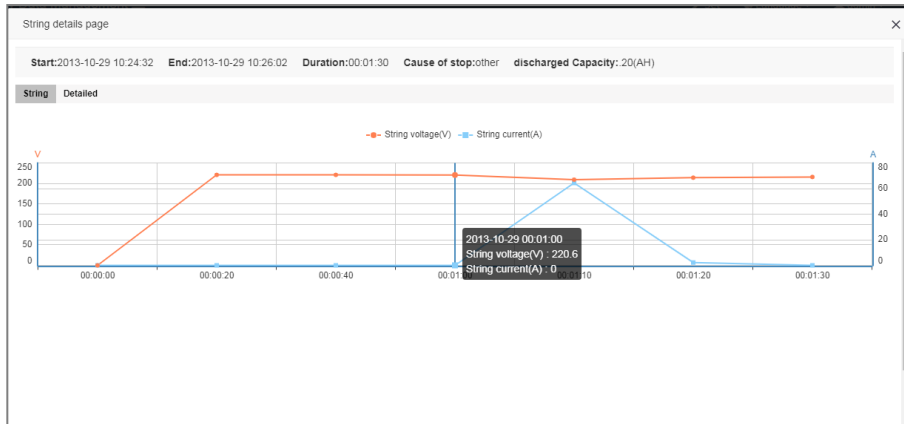 String details page ×
Start:2013-10-29 10:24:32 End:2013-10-29 10:26:02 Duration:00:01:30 Cause of stop:other discharged Capacity:.20(AH)
String Detailed
String voltage(V) String current(A)
V A
250 80
200 60
150 40
100 20
50 0
0
2013-10-29 00:01:00
String voltage(V) : 220.6
String current(A) : 0
00:00:00 00:00:20 00:00:40 00:01:00 00:01:10 00:01:20 00:01:30